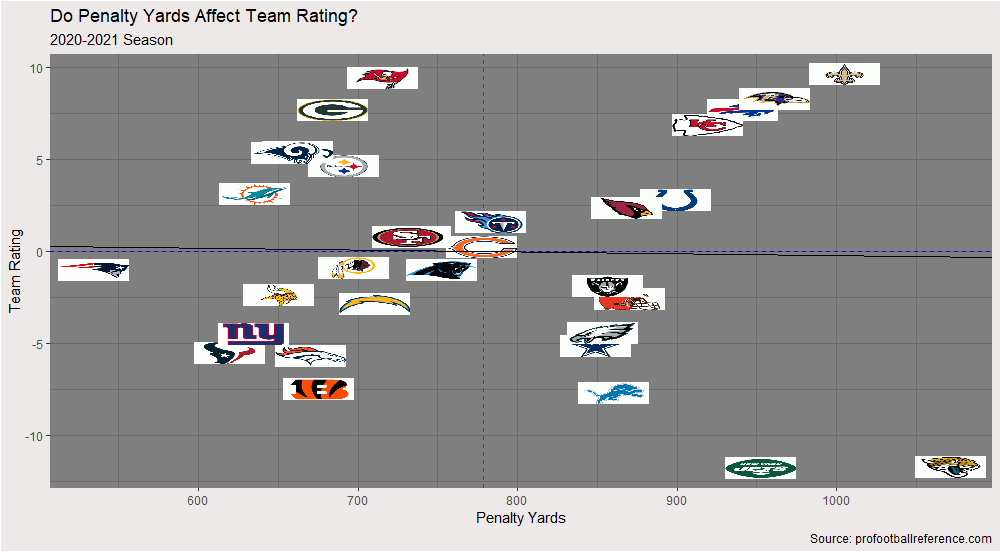 Do Penalty Yards Affect Team Rating?
2020-2021 Season
10
5
0
-5
-10
Team Rating
NY
NEW YORK
JETS
600
700
800
900
1000
Penalty Yards
Source: profootballreference.com